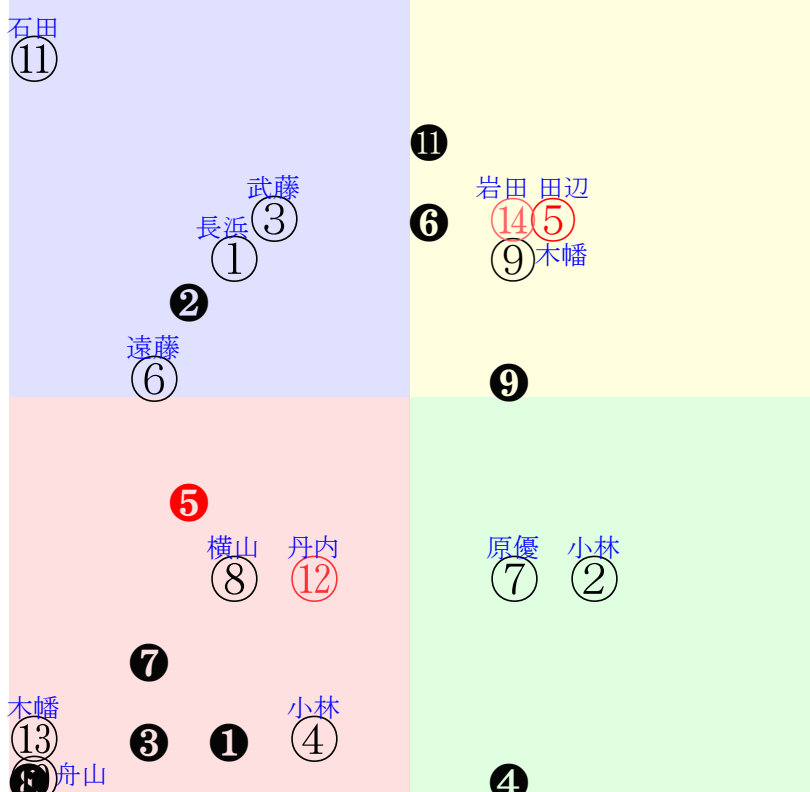 石田
⑪
⓫
武藤
③
岩田 田辺
⑭⑤
❻
長浜
①
⑨木幡
❷
遠藤
⑥
❾
❺
横山 丹内
⑧ ⑫
原優 小林
⑦ ②
❼
木幡
⑬
❸
❶
小林
④
舟山
❹